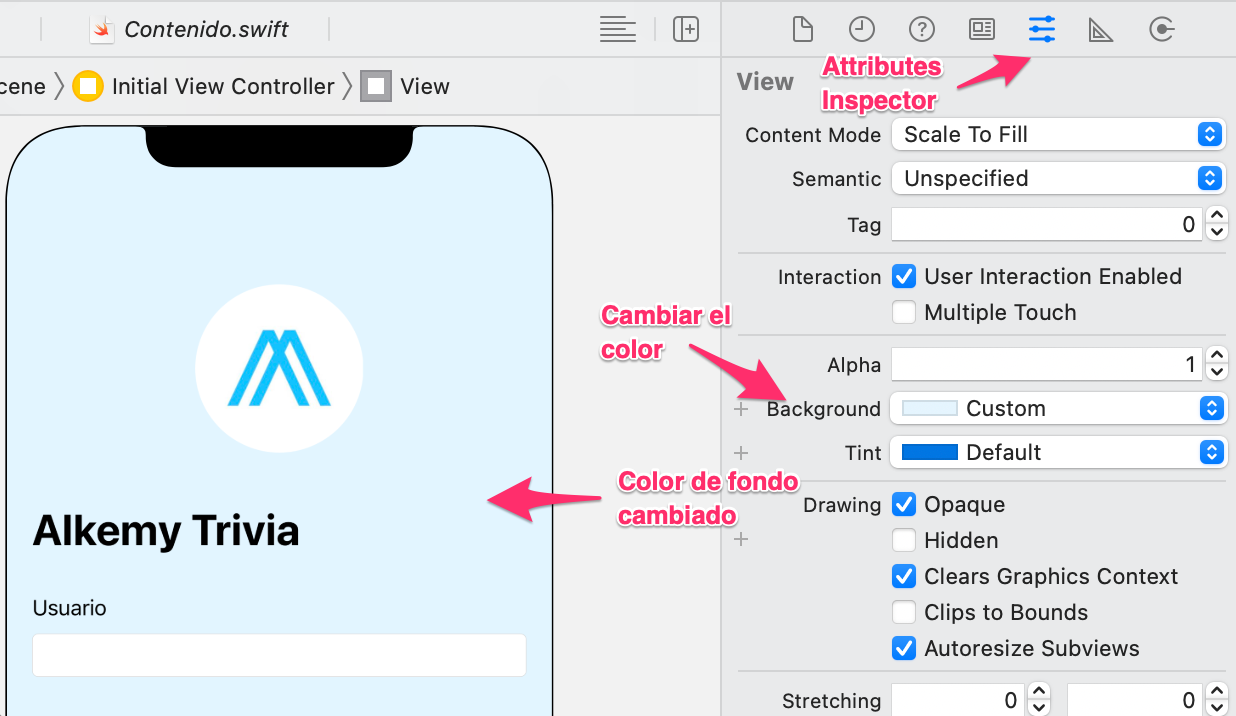 Contenido.swift
cene 〉 Initial View Controller 〉 View
Attributes
Inspector
View
Content Mode Scale To Fill
Semantic Unspecified
Tag 0
Interaction User Interaction Enabled
Multiple Touch
Cambiar el
color
Alpha 1
Background Custom
Tint Default
Color de fondo
cambiado
Drawing Opaque
Hidden
Clears Graphics Context
Clips to Bounds
Autoresize Subviews
Stretching 0 0
Alkemy Trivia
Usuario